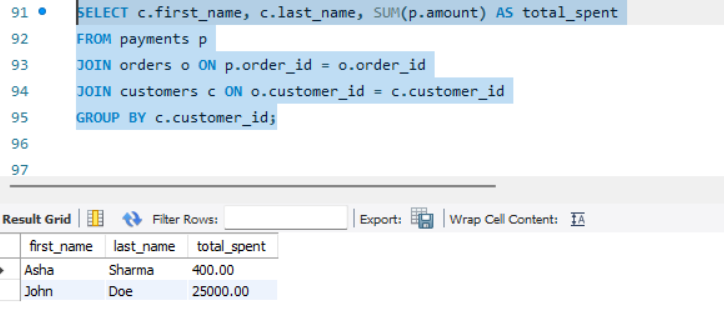 91 SELECT c.first_name, c.last_name, SUM(p.amount) AS total_spent
92 FROM payments p
93 JOIN orders o ON p.order_id = o.order_id
94 JOIN customers c ON o.customer_id = c.customer_id
95 GROUP BY c.customer_id;
96
97
Result Grid Filter Rows: Export: Wrap Cell Content: IA
first_name last_name total_spent
Asha Sharma 400.00
John Doe 25000.00